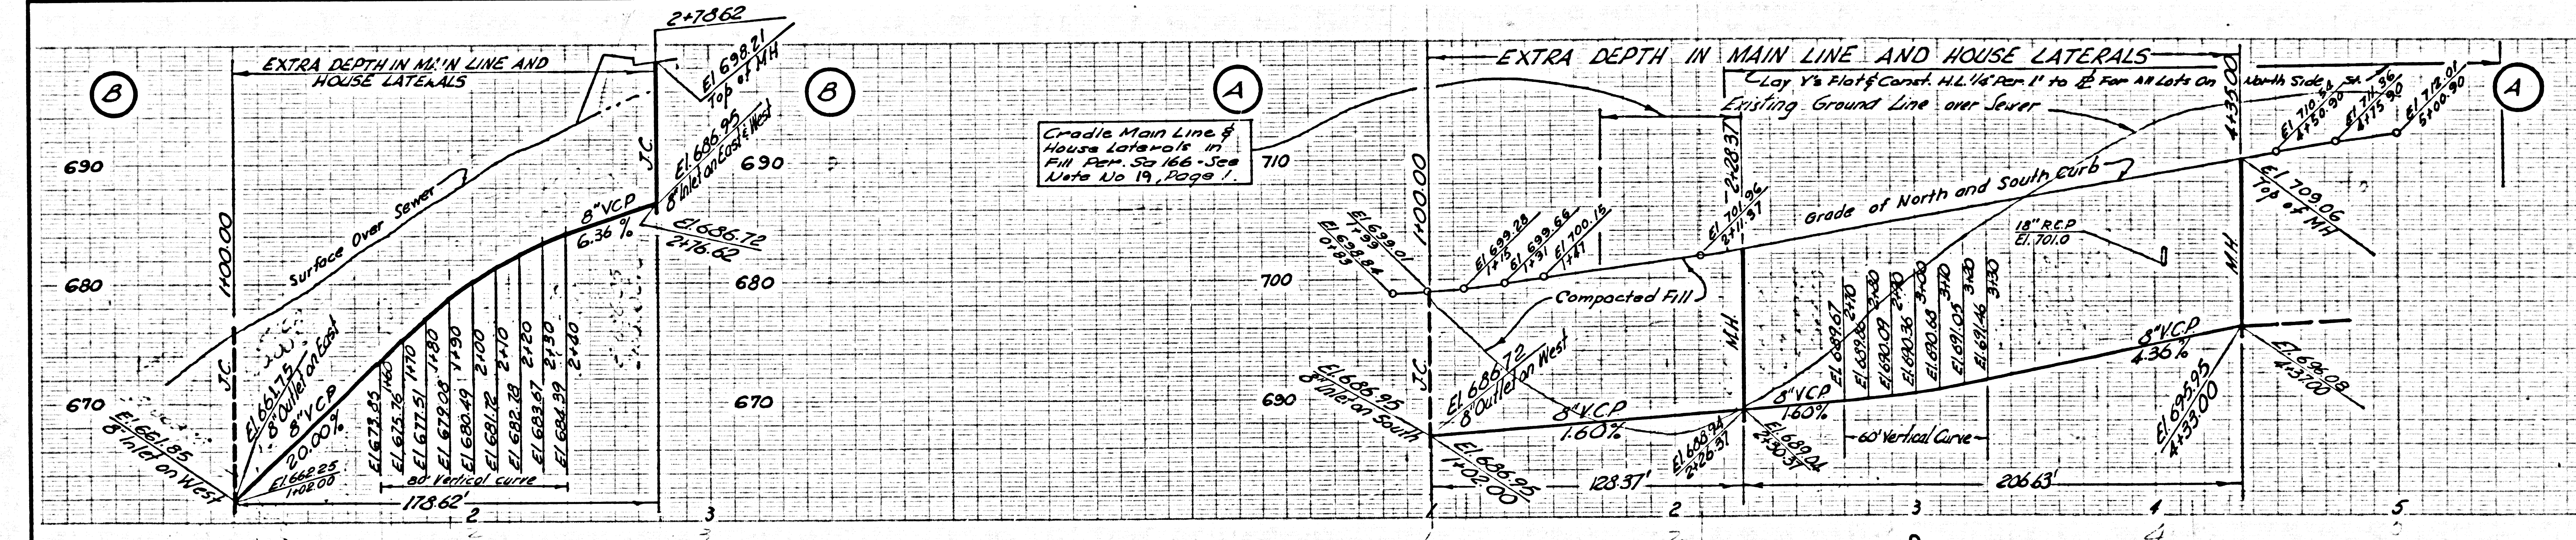 2+78.62
EXTRA DEPTH IN MAIN LINE AND
HOUSE LATERALS
B
El. 698.21
Top of MH
B
El. 686.95
8" Inlet on East & West
J.C.
690
690
Surface Over Sewer
8" VCP
6.36 %
El. 686.72
2+76.62
1+00.00
680
680
J.C.
El. 661.75
8" Outlet on East
8" VCP
20.00%
El. 662.25
1+02.00
670
670
El. 661.85
8" Inlet on West
El. 673.85 1+60
El. 675.76 1+70
El. 677.51 1+80
El. 679.08 1+90
El. 680.49 2+00
El. 681.72 2+10
El. 682.78 2+20
El. 683.67 2+30
El. 684.39 2+40
80' Vertical curve
178.62'
2
3
EXTRA DEPTH IN MAIN LINE AND HOUSE LATERALS
A
Lay Y's Flat & Const. H.L. 1/4" Per. 1' to ℄ For All Lots On North Side St.
Existing Ground Line over Sewer
A
Cradle Main Line &
House Laterals in
Fill Per. Sa 166 - See
Note No 19, Page 1.
710
1+00.00
2+28.37
4+35.00
El. 710.54
4+50.90
El. 711.36
4+75.90
El. 712.01
5+00.90
Grade of North and South Curb
El. 709.06
Top of MH
El. 698.84
0+83
El. 699.01
1+99
El. 699.28
1+15
El. 699.66
1+31
El. 700.15
1+47
El. 701.96
2+11.37
18" R.C.P
El. 701.0
700
Compacted Fill
M.H.
M.H.
J.C.
El. 686.72
8" Outlet on West
690
El. 686.95
8" Inlet on South
8" V.C.P
1.60%
El. 686.95
1+02.00
El. 688.94
2+26.37
El. 689.04
2+30.37
8" VCP
1.60%
El. 689.67 2+70
El. 689.86 2+80
El. 690.09 2+90
El. 690.36 3+00
El. 690.68 3+10
El. 691.05 3+20
El. 691.46 3+30
60' Vertical Curve
8" V.C.P
4.36%
El. 695.95
4+33.00
El. 696.03
4+37.00
128.37'
206.63'
1
2
3
4
5